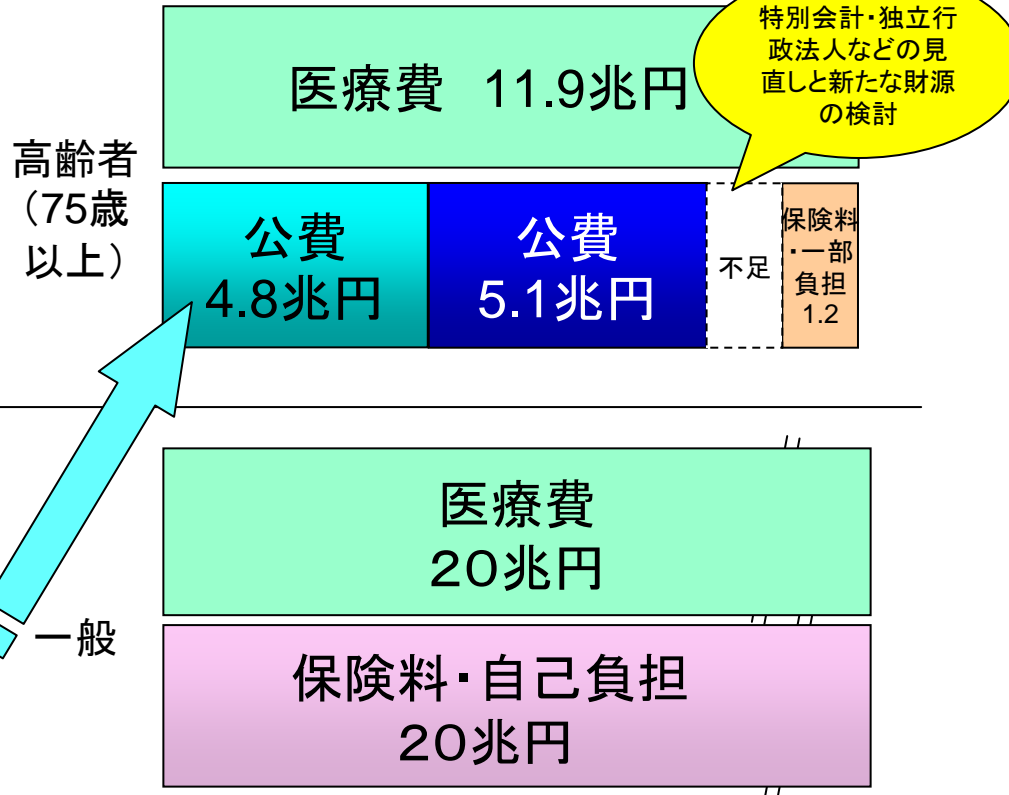 特別会計・独立行
政法人などの見
直しと新たな財源
の検討
医療費 11.9兆円
高齢者
（75歳
以上）
公費
4.8兆円
公費
5.1兆円
不足
保険料
・一部
負担
1.2
医療費
２０兆円
一般
保険料・自己負担
２０兆円